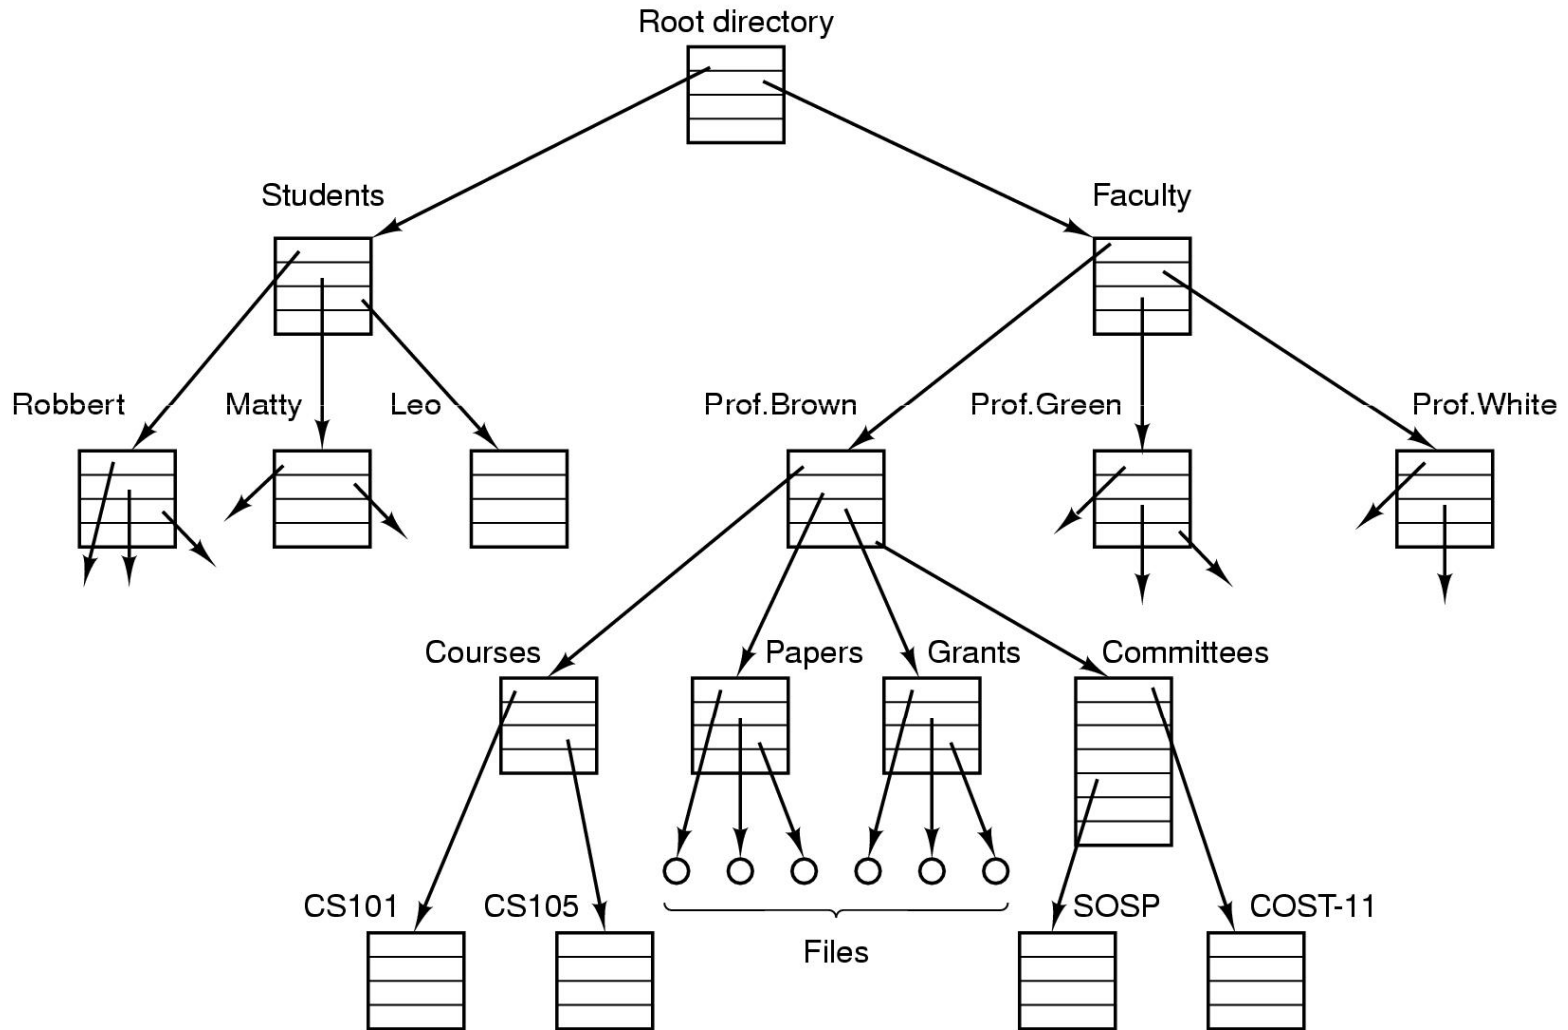 Root directory
Students
Faculty
Robbert
Matty
Leo
Prof.Brown
Prof.Green
Prof.White
Courses
Papers
Grants
Committees
CS101
CS105
SOSP
COST-11
Files